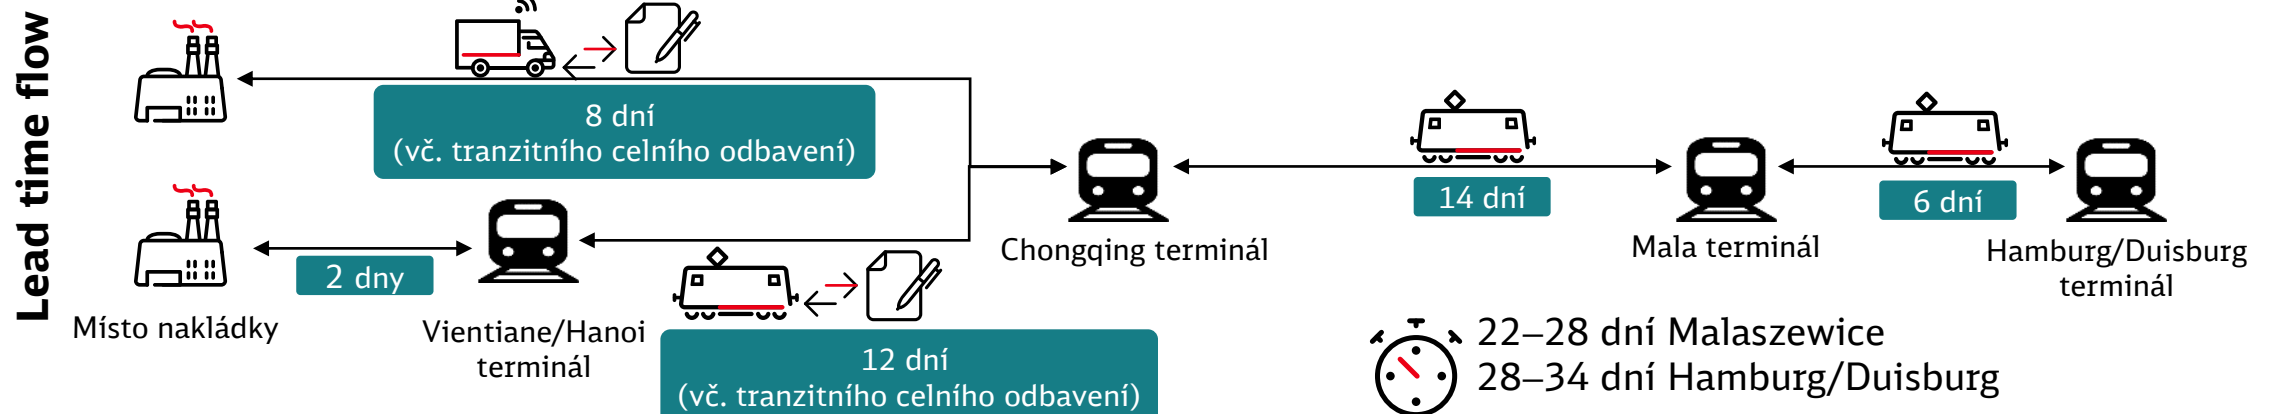 Lead time flow
8 dní
(vč. tranzitního celního odbavení)
14 dní
6 dní
2 dny
Místo nakládky
Vientiane/Hanoi
terminál
Chongqing terminál
Mala terminál
Hamburg/Duisburg
terminál
12 dní
(vč. tranzitního celního odbavení)
22–28 dní Malaszewice
28–34 dní Hamburg/Duisburg